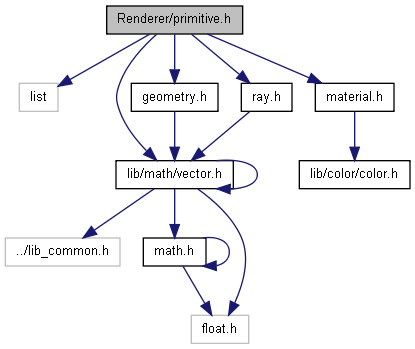 Renderer/primitive.h
list
geometry.h
ray.h
material.h
lib/math/vector.h
lib/color/color.h
../lib_common.h
math.h
float.h